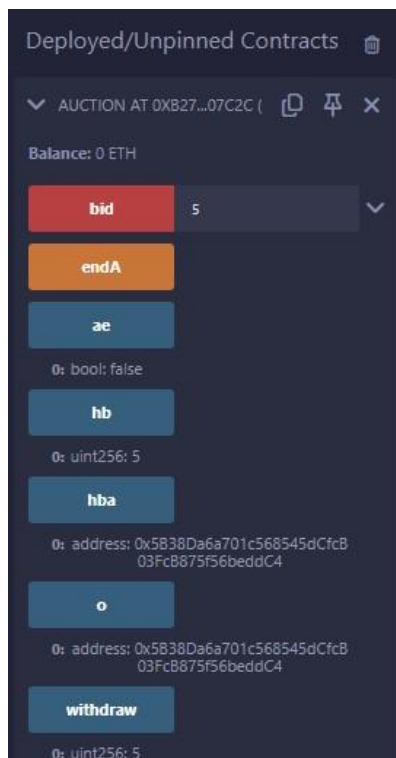 Deployed/Unpinned Contracts
AUCTION AT 0XB27...07C2C (
Balance: 0 ETH
bid 5
endA
ae
0: bool: false
hb
0: uint256: 5
hba
0: address: 0x5B38Da6a701c568545dCfcB
03FcB875f56beddC4
o
0: address: 0x5B38Da6a701c568545dCfcB
03FcB875f56beddC4
withdraw
0: uint256: 5